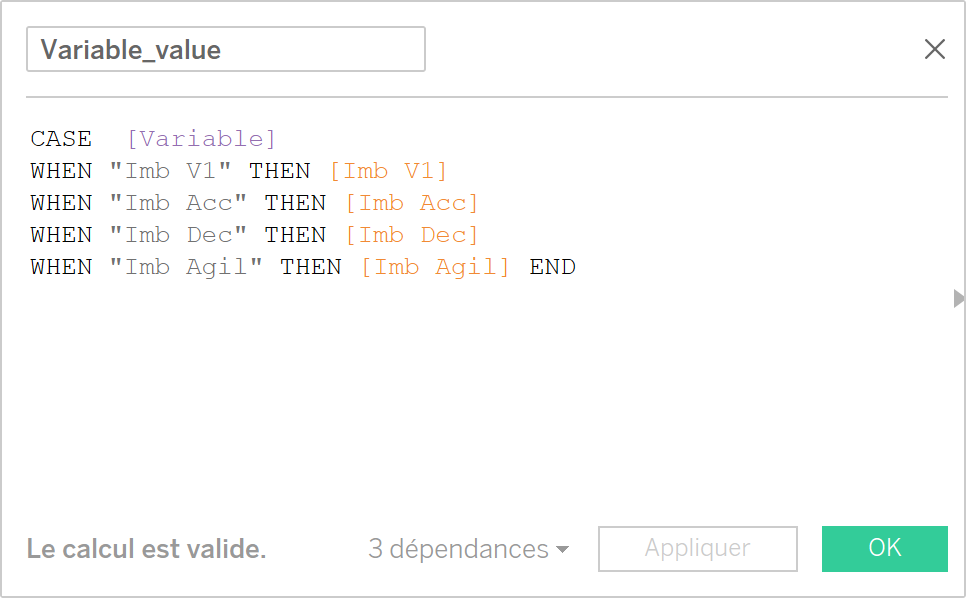 Variable_value
CASE  [Variable]
WHEN "Imb V1" THEN [Imb V1]
WHEN "Imb Acc" THEN [Imb Acc]
WHEN "Imb Dec" THEN [Imb Dec]
WHEN "Imb Agil" THEN [Imb Agil] END
Le calcul est valide. 3 dépendances Appliquer OK